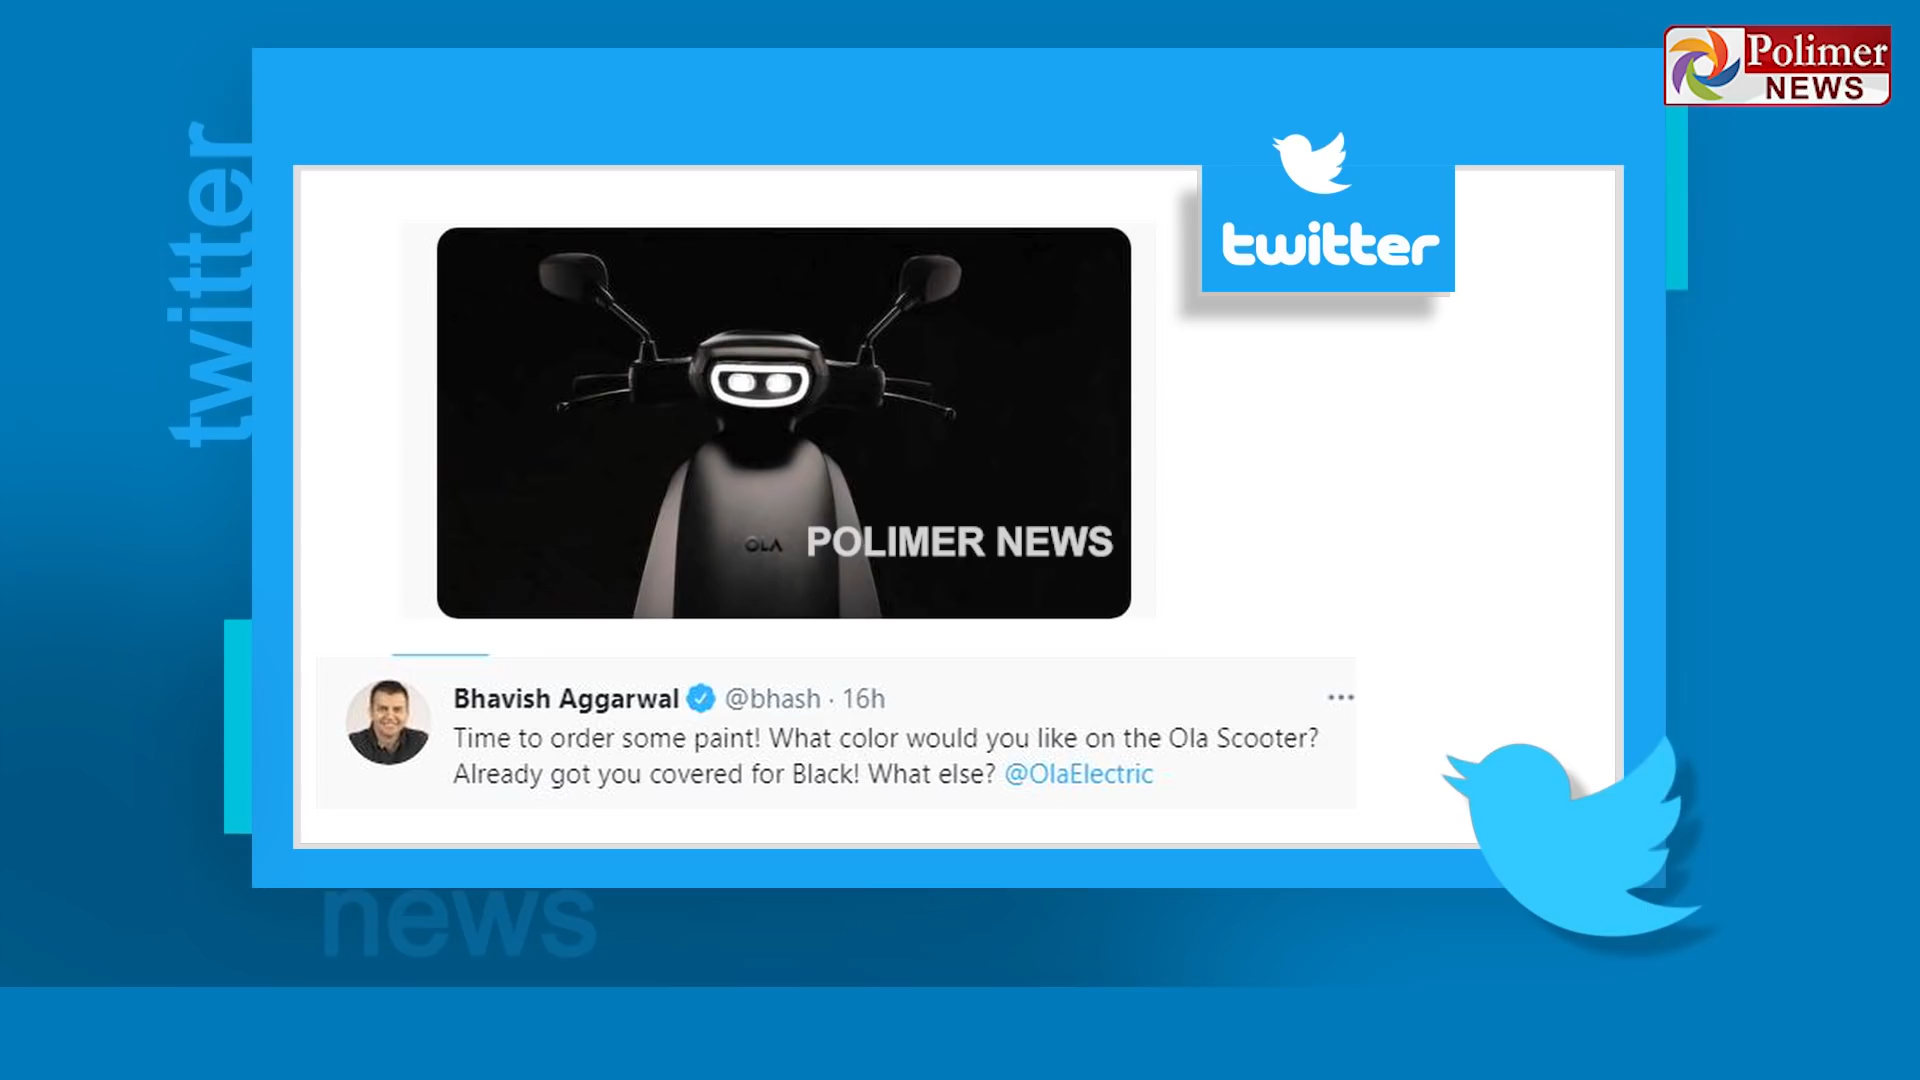 Polimer
NEWS
twitter
twitter
OLA
POLIMER NEWS
Bhavish Aggarwal @bhash · 16h
Time to order some paint! What color would you like on the Ola Scooter?
Already got you covered for Black! What else? @OlaElectric
news